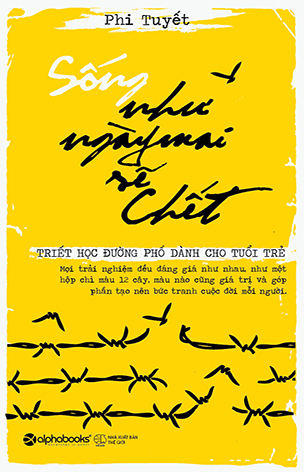 Phi Tuyết
Sống
như
ngày mai
sẽ
chết
TRIẾT HỌC ĐƯỜNG PHỐ DÀNH CHO TUỔI TRẺ
Mọi trải nghiệm đều đáng giá như nhau, như một
hộp chì màu 12 cây, màu nào cũng giá trị và góp
phần tạo nên bức tranh cuộc đời mỗi người.
alphabooks
NHÀ XUẤT BẢN
THẾ GIỚI